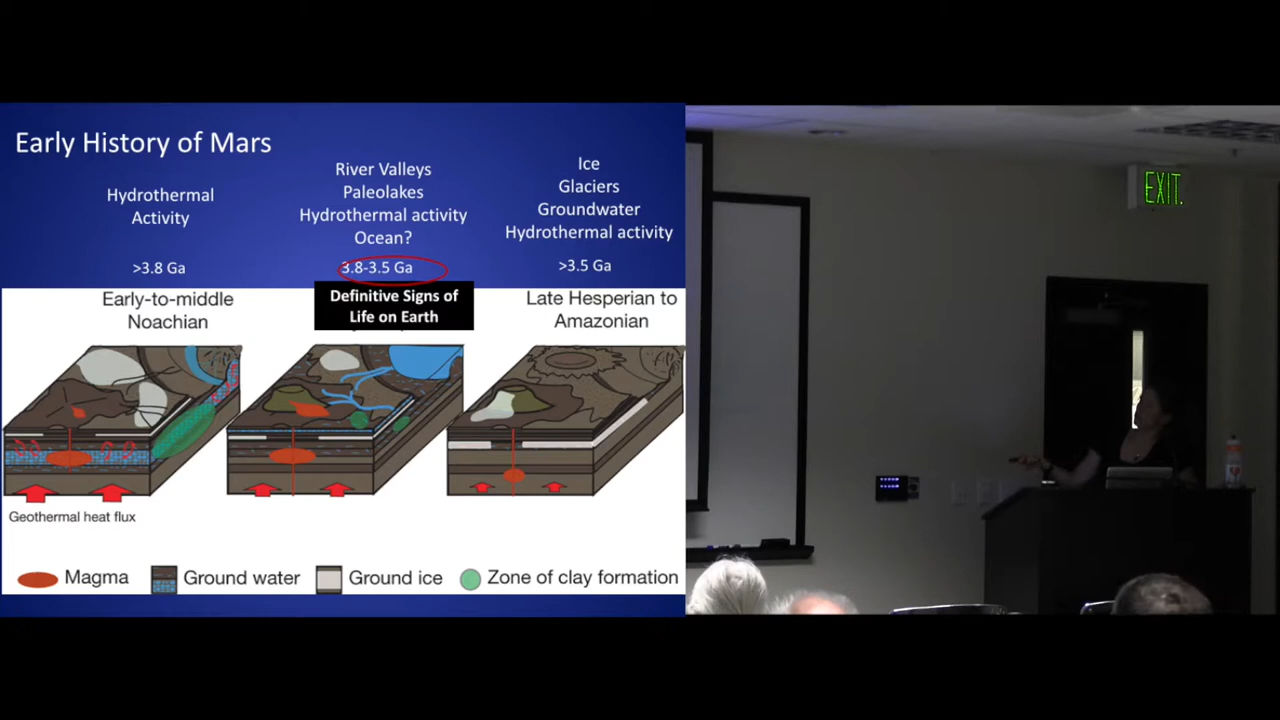 Early History of Mars
Hydrothermal
Activity
>3.8 Ga
River Valleys
Paleolakes
Hydrothermal activity
Ocean?
3.8-3.5 Ga
Ice
Glaciers
Groundwater
Hydrothermal activity
>3.5 Ga
Early-to-middle
Noachian
Definitive Signs of
Life on Earth
Late Hesperian to
Amazonian
Geothermal heat flux
Magma
Ground water
Ground ice
Zone of clay formation
EXIT